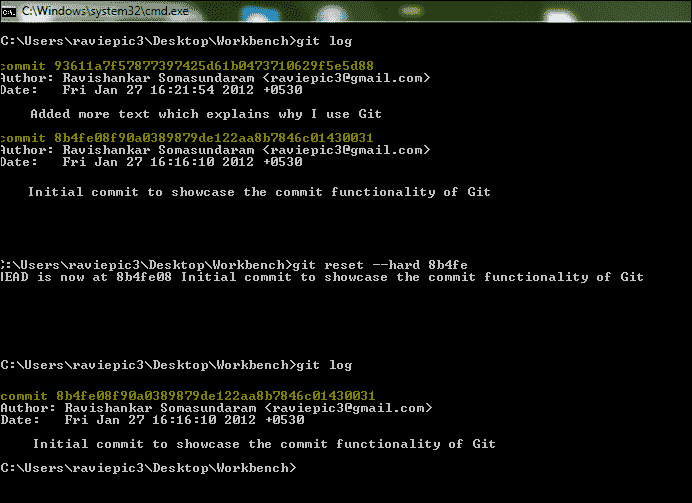 C:\Windows\system32\cmd.exe
C:\Users\raviepic3\Desktop\Workbench>git log
commit 93611a7f57877397425d61b0473710629f5e5d88
Author: Ravishankar Somasundaram <raviepic3@gmail.com>
Date:   Fri Jan 27 16:21:54 2012 +0530
Added more text which explains why I use Git
commit 8b4fe08f90a0389879de122aa8b7846c01430031
Author: Ravishankar Somasundaram <raviepic3@gmail.com>
Date:   Fri Jan 27 16:16:10 2012 +0530
Initial commit to showcase the commit functionality of Git
C:\Users\raviepic3\Desktop\Workbench>git reset --hard 8b4fe
HEAD is now at 8b4fe08 Initial commit to showcase the commit functionality of Git
C:\Users\raviepic3\Desktop\Workbench>git log
commit 8b4fe08f90a0389879de122aa8b7846c01430031
Author: Ravishankar Somasundaram <raviepic3@gmail.com>
Date:   Fri Jan 27 16:16:10 2012 +0530
Initial commit to showcase the commit functionality of Git
C:\Users\raviepic3\Desktop\Workbench>